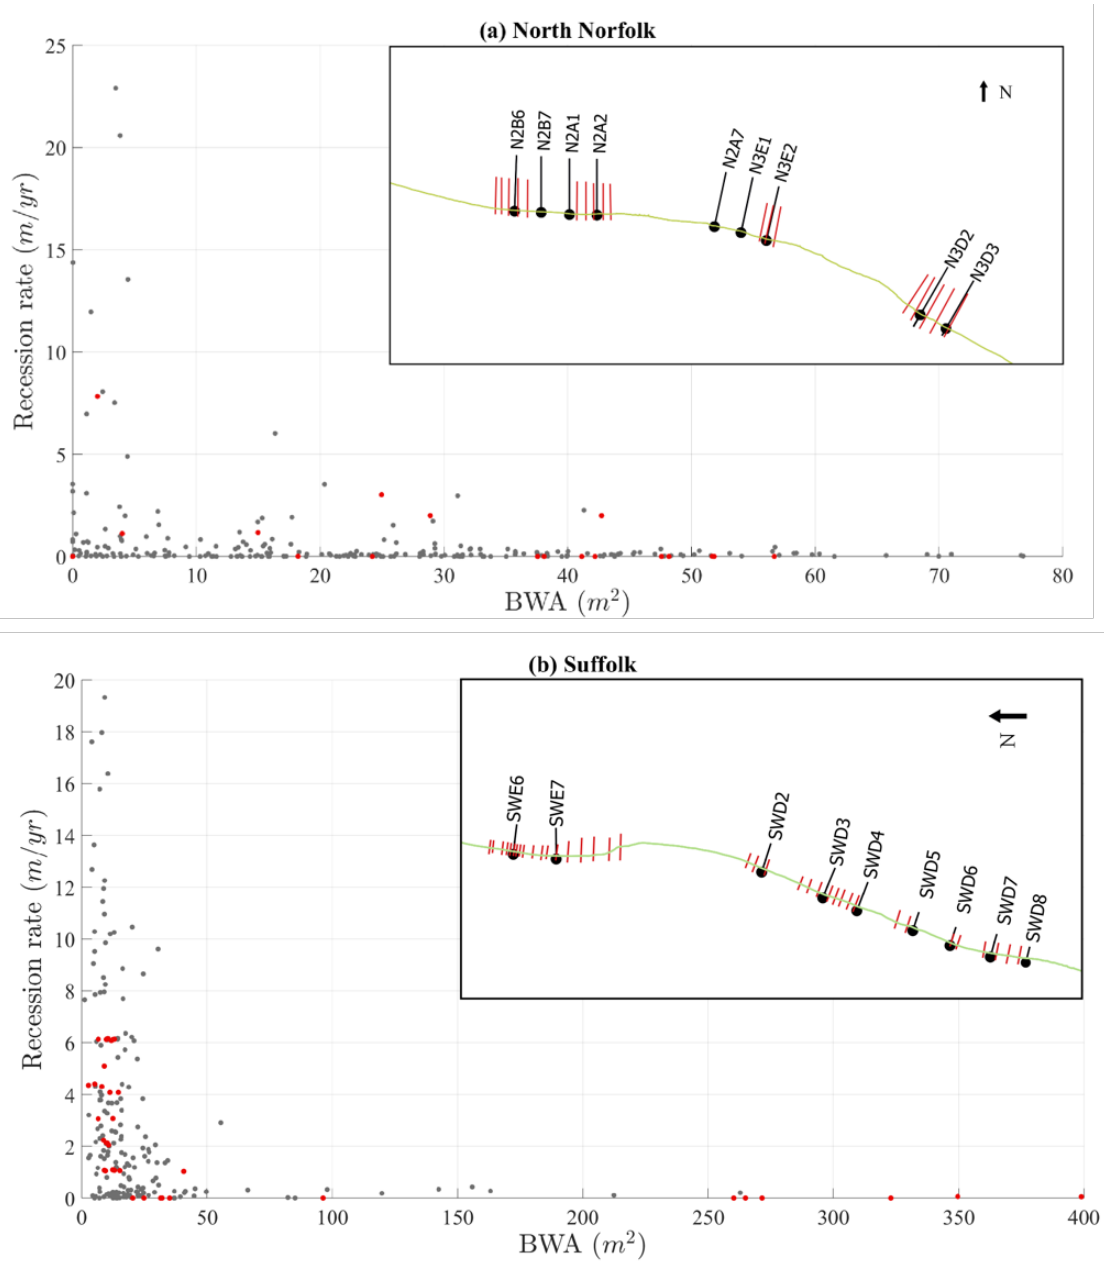 (a) North Norfolk
25
20
15
10
5
0
Recession rate (m/yr)
N2B6
N2B7
N2A1
N2A2
N2A7
N3E1
N3E2
N3D2
N3D3
N
0 10 20 30 40 50 60 70 80
BWA (m²)
(b) Suffolk
20
18
16
14
12
10
8
6
4
2
0
Recession rate (m/yr)
SWE6
SWE7
SWD2
SWD3
SWD4
SWD5
SWD6
SWD7
SWD8
N
0 50 100 150 200 250 300 350 400
BWA (m²)